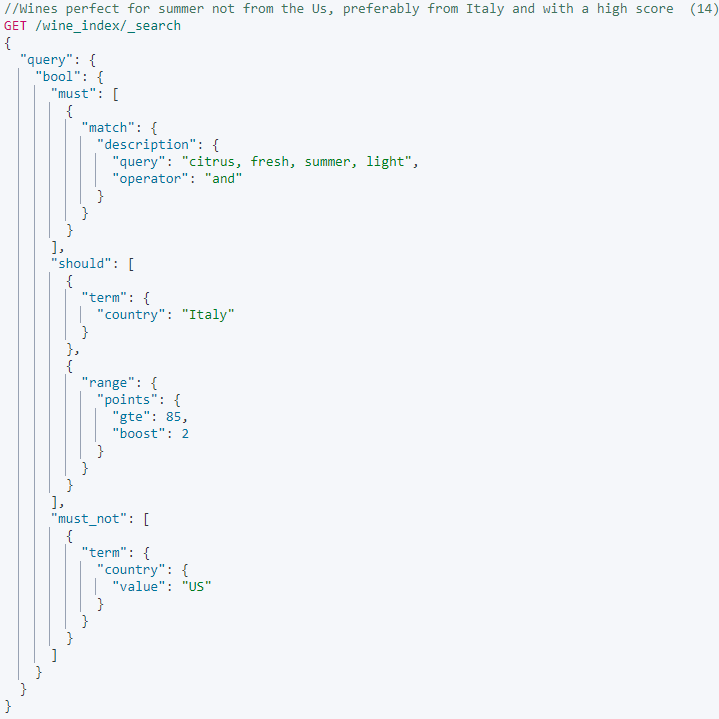 //Wines perfect for summer not from the Us, preferably from Italy and with a high score  (14)
GET /wine_index/_search
{
  "query": {
    "bool": {
      "must": [
        {
          "match": {
            "description": {
              "query": "citrus, fresh, summer, light",
              "operator": "and"
            }
          }
        }
      ],
      "should": [
        {
          "term": {
            "country": "Italy"
          }
        },
        {
          "range": {
            "points": {
              "gte": 85,
              "boost": 2
            }
          }
        }
      ],
      "must_not": [
        {
          "term": {
            "country": {
              "value": "US"
            }
          }
        }
      ]
    }
  }
}